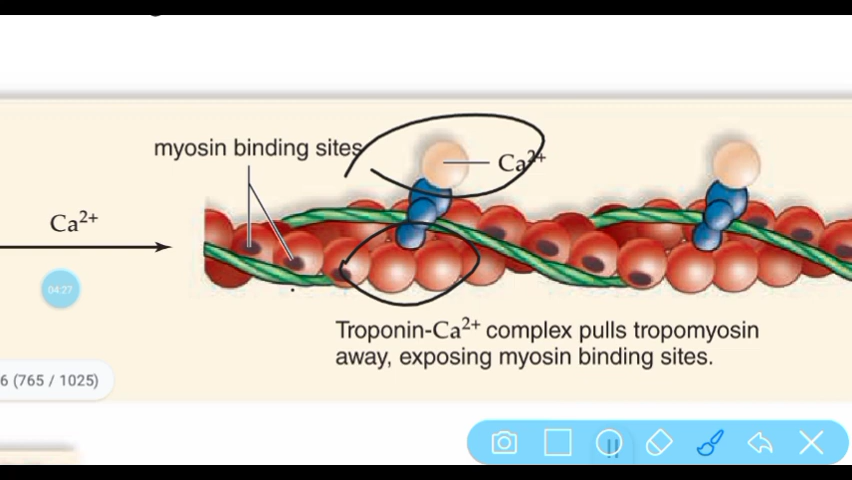 myosin binding sites
Ca²⁺
Ca²⁺
04:27
Troponin-Ca²⁺ complex pulls tropomyosin
away, exposing myosin binding sites.
6 (765 / 1025)